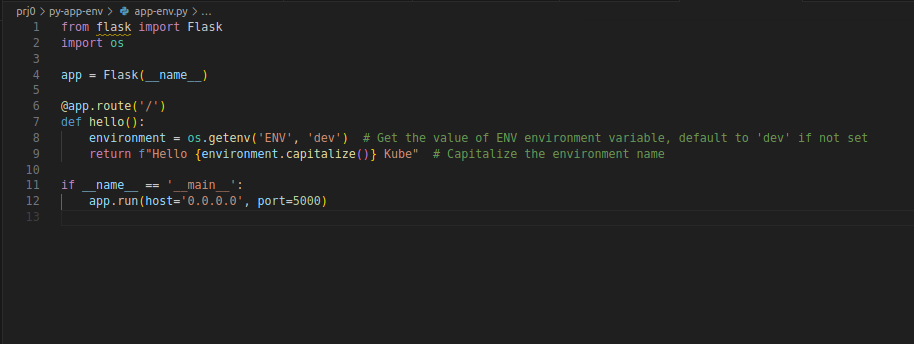 prj0 > py-app-env > app-env.py > ...
1 from flask import Flask
2 import os
3
4 app = Flask(__name__)
5
6 @app.route('/')
7 def hello():
8     environment = os.getenv('ENV', 'dev')  # Get the value of ENV environment variable, default to 'dev' if not set
9     return f"Hello {environment.capitalize()} Kube"  # Capitalize the environment name
10
11 if __name__ == '__main__':
12     app.run(host='0.0.0.0', port=5000)
13